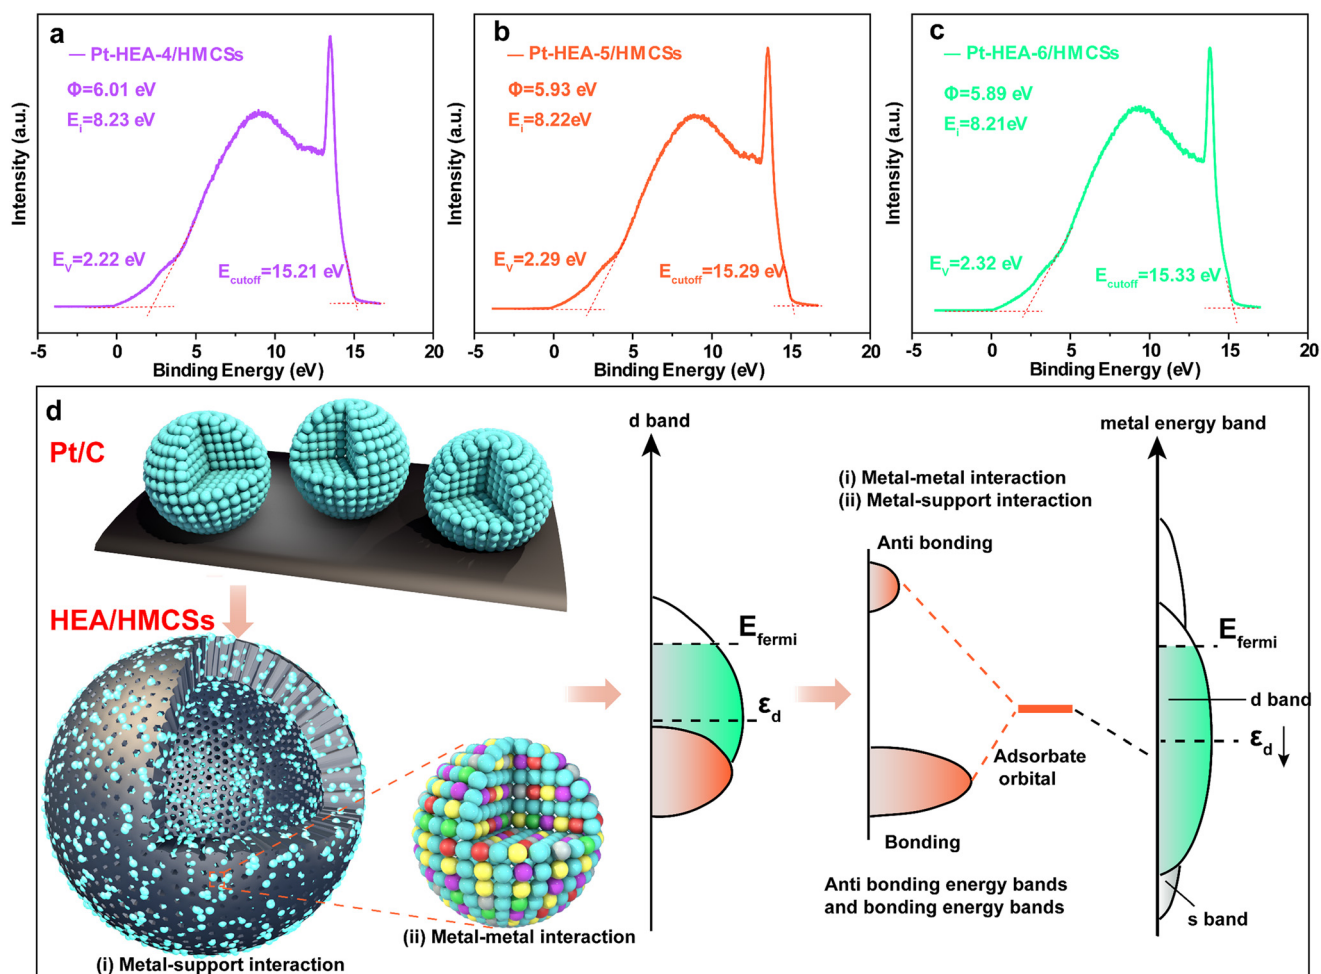 a
— Pt-HEA-4/HMCSs
Φ=6.01 eV
Ei=8.23 eV
EV=2.22 eV
Ecutoff=15.21 eV
Intensity (a.u.)
-5 0 5 10 15 20
Binding Energy (eV)
b
— Pt-HEA-5/HMCSs
Φ=5.93 eV
Ei=8.22eV
EV=2.29 eV
Ecutoff=15.29 eV
Intensity (a.u.)
-5 0 5 10 15 20
Binding Energy (eV)
c
— Pt-HEA-6/HMCSs
Φ=5.89 eV
Ei=8.21eV
EV=2.32 eV
Ecutoff=15.33 eV
Intensity (a.u.)
-5 0 5 10 15 20
Binding Energy (eV)
d
Pt/C
HEA/HMCSs
(i) Metal-support interaction
(ii) Metal-metal interaction
d band
Efermi
εd
(i) Metal-metal interaction
(ii) Metal-support interaction
Anti bonding
Adsorbate
orbital
Bonding
Anti bonding energy bands
and bonding energy bands
metal energy band
Efermi
d band
εd
s band